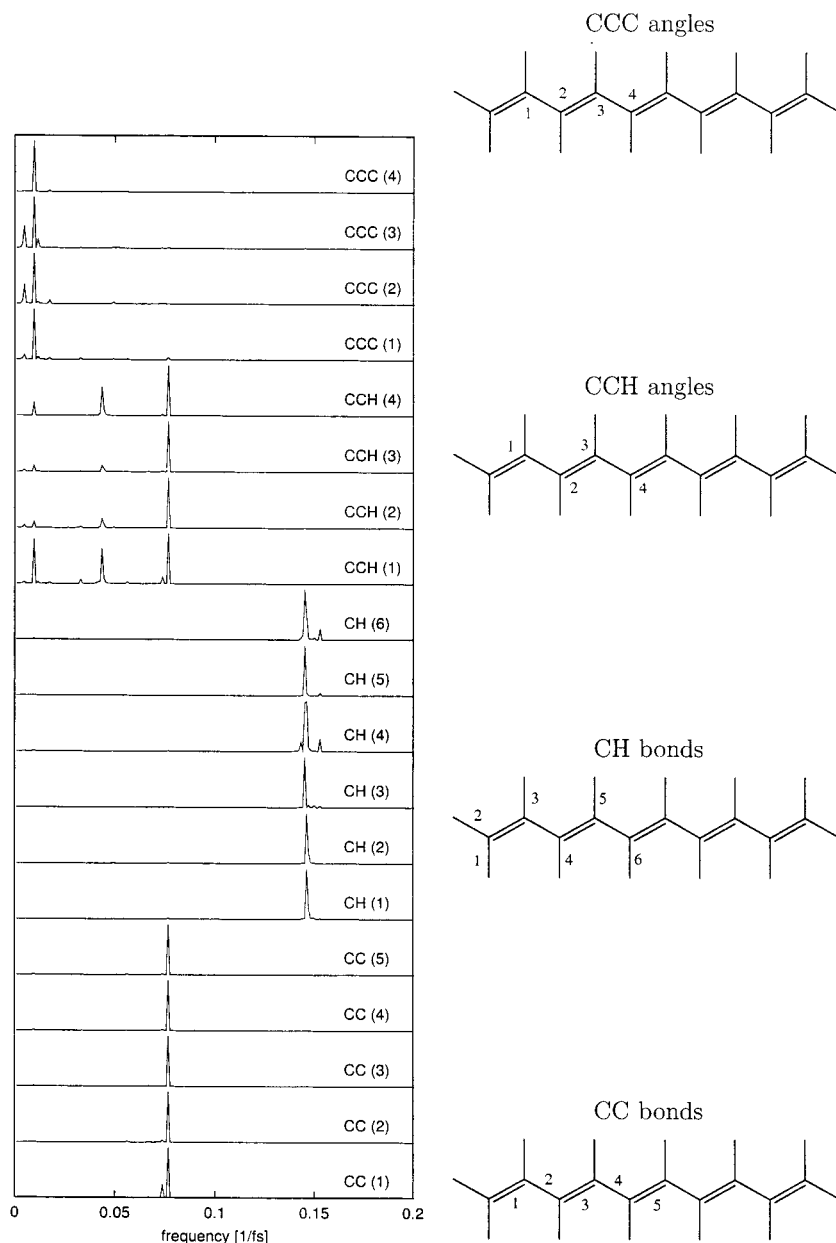 CCC angles
2 4
1 3
CCC (4)
CCC (3)
CCC (2)
CCC (1)
CCH (4)
CCH (3)
CCH (2)
CCH (1)
CH (6)
CH (5)
CH (4)
CH (3)
CH (2)
CH (1)
CC (5)
CC (4)
CC (3)
CC (2)
CC (1)
0 0.05 0.1 0.15 0.2
frequency [1/fs]
CCH angles
1 3
2 4
CH bonds
2 3 5
1 4 6
CC bonds
2 4
1 3 5